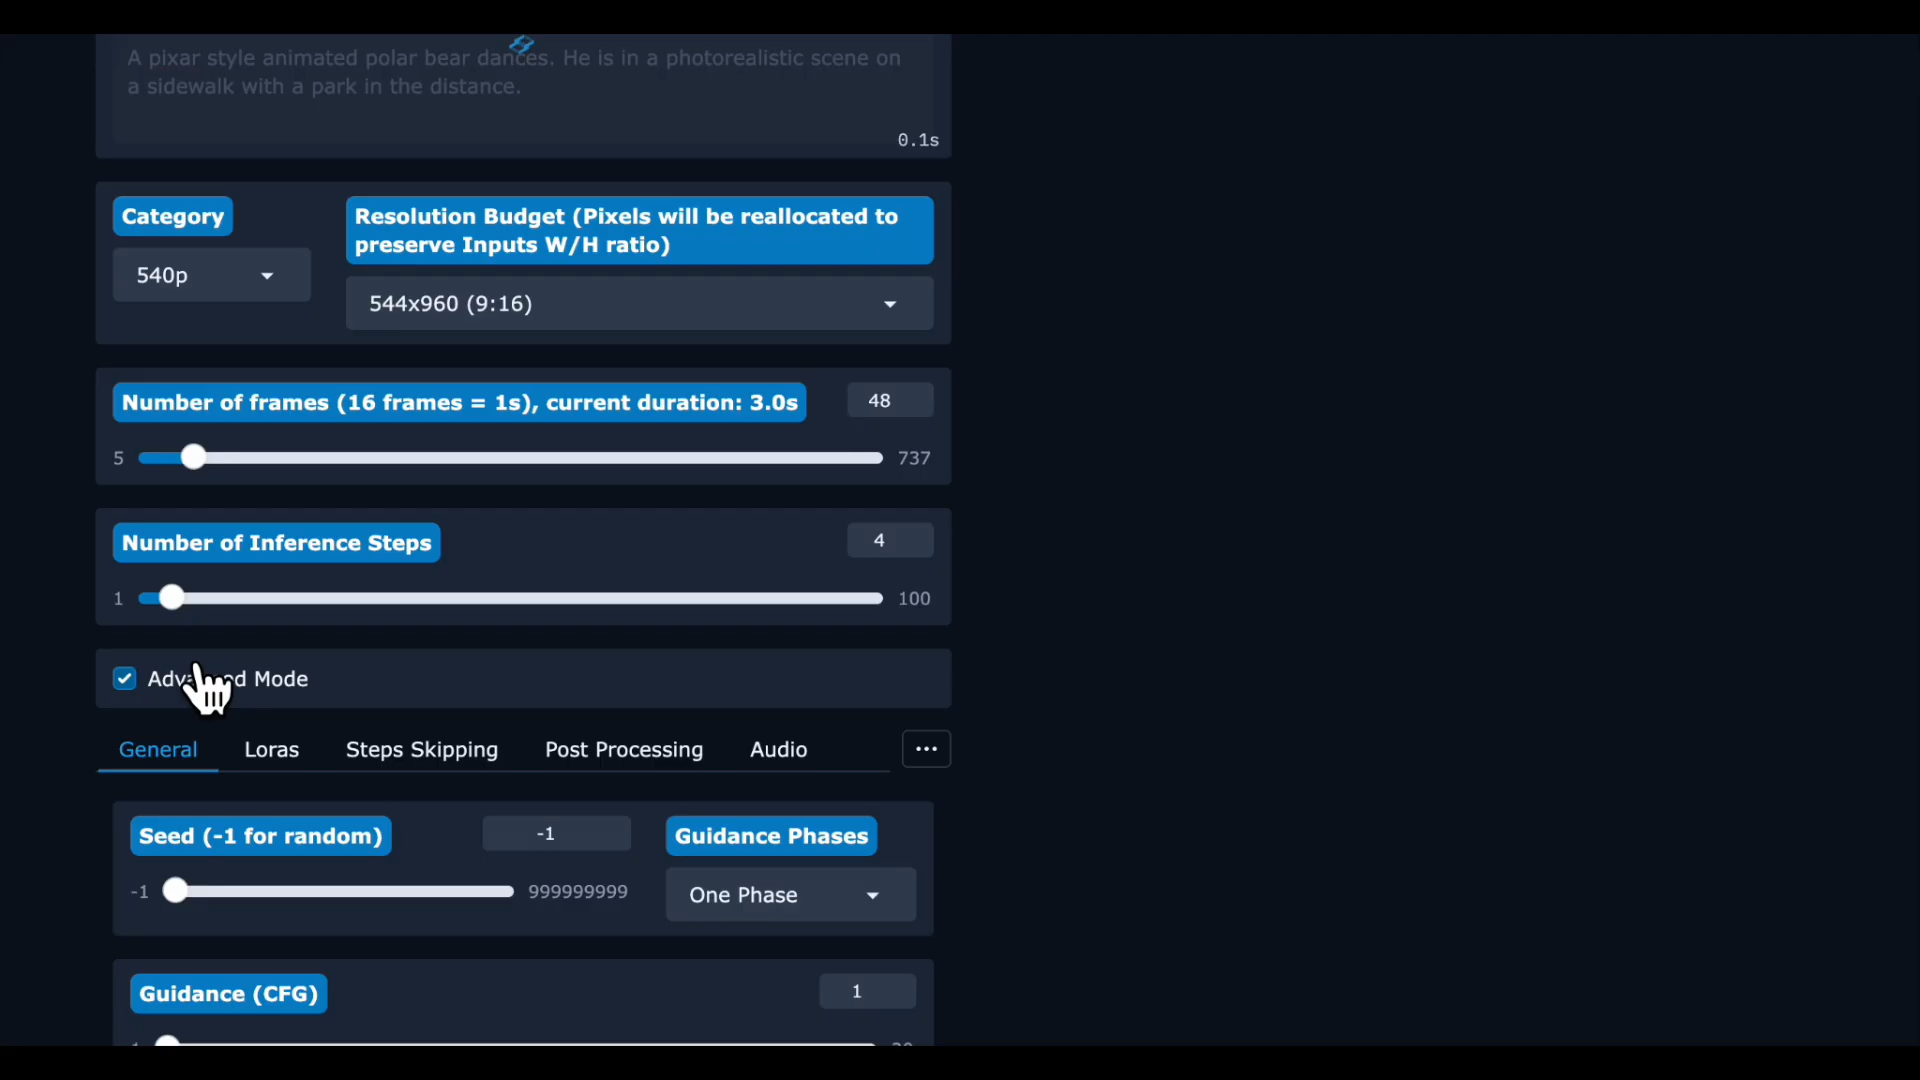 A pixar style animated polar bear dances. He is in a photorealistic scene on
a sidewalk with a park in the distance.
0.1s
Category
Resolution Budget (Pixels will be reallocated to
preserve Inputs W/H ratio)
540p
544x960 (9:16)
Number of frames (16 frames = 1s), current duration: 3.0s
48
5
737
Number of Inference Steps
4
1
100
Advanced Mode
General
Loras
Steps Skipping
Post Processing
Audio
...
Seed (-1 for random)
-1
Guidance Phases
-1
999999999
One Phase
Guidance (CFG)
1